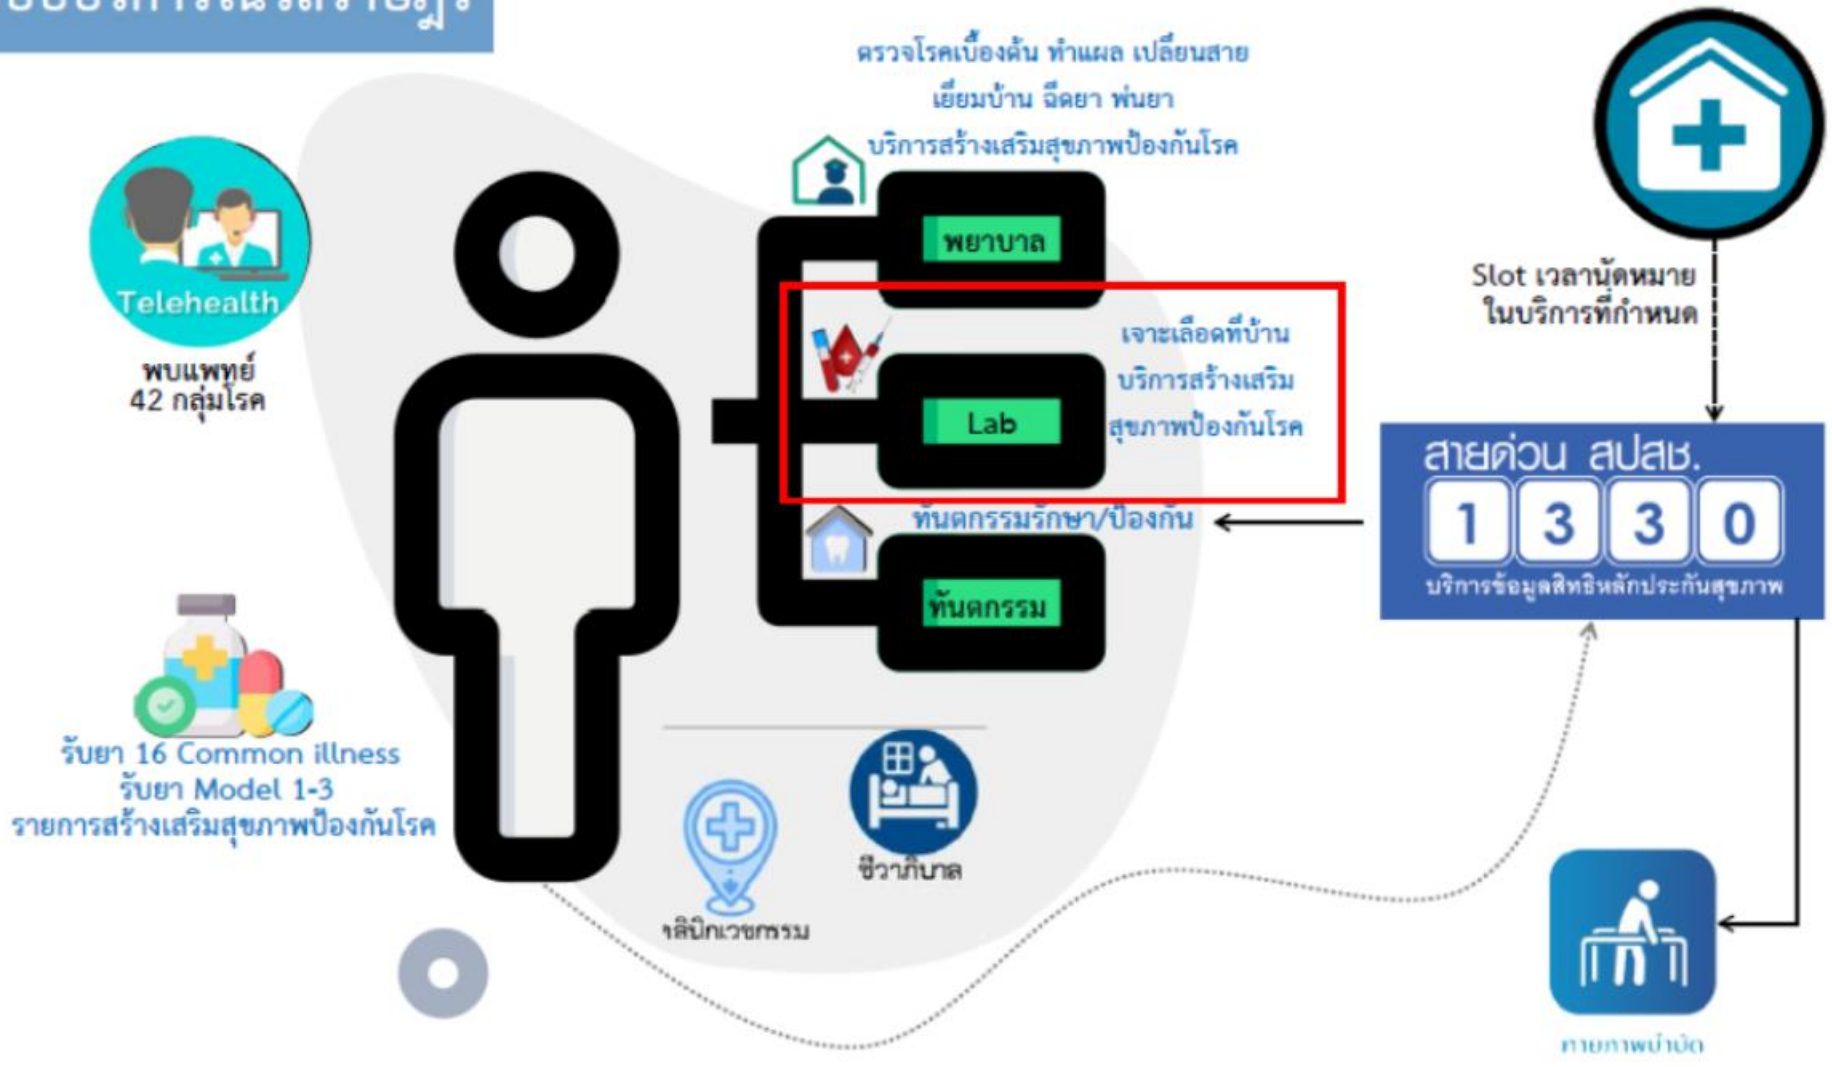 ตรวจโรคเบื้องต้น ทำแผล เปลี่ยนสาย
เยี่ยมบ้าน ฉีดยา พ่นยา
บริการสร้างเสริมสุขภาพป้องกันโรค
พยาบาล
Telehealth
พบแพทย์
42 กลุ่มโรค
Slot เวลานัดหมาย
ในบริการที่กำหนด
เจาะเลือดที่บ้าน
บริการสร้างเสริม
สุขภาพป้องกันโรค
Lab
สายด่วน สปสช.
1330
บริการข้อมูลสิทธิหลักประกันสุขภาพ
ทันตกรรมรักษา/ป้องกัน
ทันตกรรม
รับยา 16 Common illness
รับยา Model 1-3
รายการสร้างเสริมสุขภาพป้องกันโรค
ชีวาภิบาล
ลินิกเวชกรรม
กายภาพบำบัด